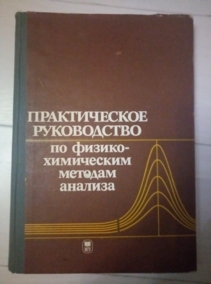 ПРАКТИЧЕСКОЕ
РУКОВОДСТВО
по физико-
химическим
методам
анализа